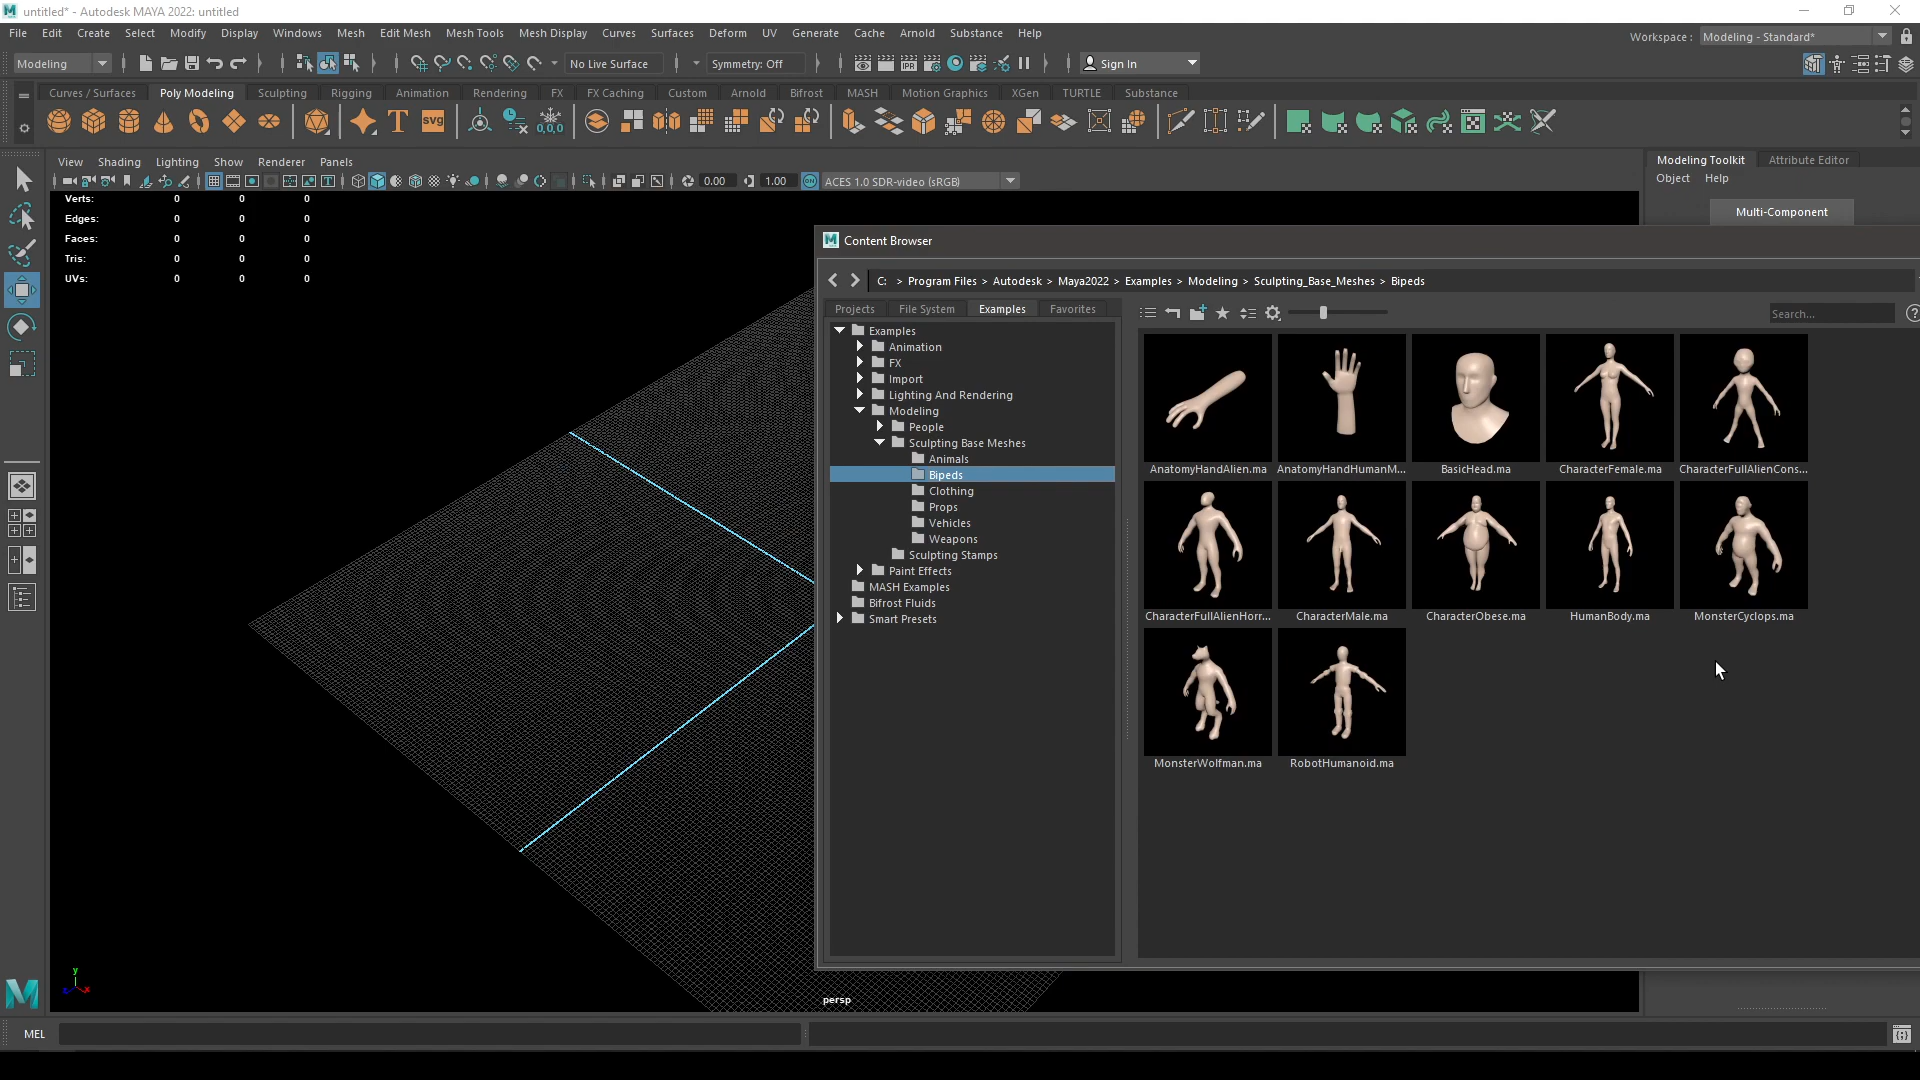 untitled* - Autodesk MAYA 2022: untitled
File Edit Create Select Modify Display Windows Mesh Edit Mesh Mesh Tools Mesh Display Curves Surfaces Deform UV Generate Cache Arnold Substance Help
Workspace : Modeling - Standard*
Modeling No Live Surface Symmetry: Off IPR Sign In
Curves / Surfaces Poly Modeling Sculpting Rigging Animation Rendering FX FX Caching Custom Arnold Bifrost MASH Motion Graphics XGen TURTLE Substance
T svg 0,0,0
View Shading Lighting Show Renderer Panels
0.00 1.00 ACES 1.0 SDR-video (sRGB)
Modeling Toolkit Attribute Editor
Object Help
Multi-Component
Verts: 0 0 0
Edges: 0 0 0
Faces: 0 0 0
Tris: 0 0 0
UVs: 0 0 0
Content Browser
C: > Program Files > Autodesk > Maya2022 > Examples > Modeling > Sculpting_Base_Meshes > Bipeds
Projects File System Examples Favorites
Search...
Examples
Animation
FX
Import
Lighting And Rendering
Modeling
People
Sculpting Base Meshes
Animals
Bipeds
Clothing
Props
Vehicles
Weapons
Sculpting Stamps
Paint Effects
MASH Examples
Bifrost Fluids
Smart Presets
AnatomyHandAlien.ma AnatomyHandHumanM... BasicHead.ma CharacterFemale.ma CharacterFullAlienCons...
CharacterFullAlienHorr... CharacterMale.ma CharacterObese.ma HumanBody.ma MonsterCyclops.ma
MonsterWolfman.ma RobotHumanoid.ma
y
x
persp
MEL